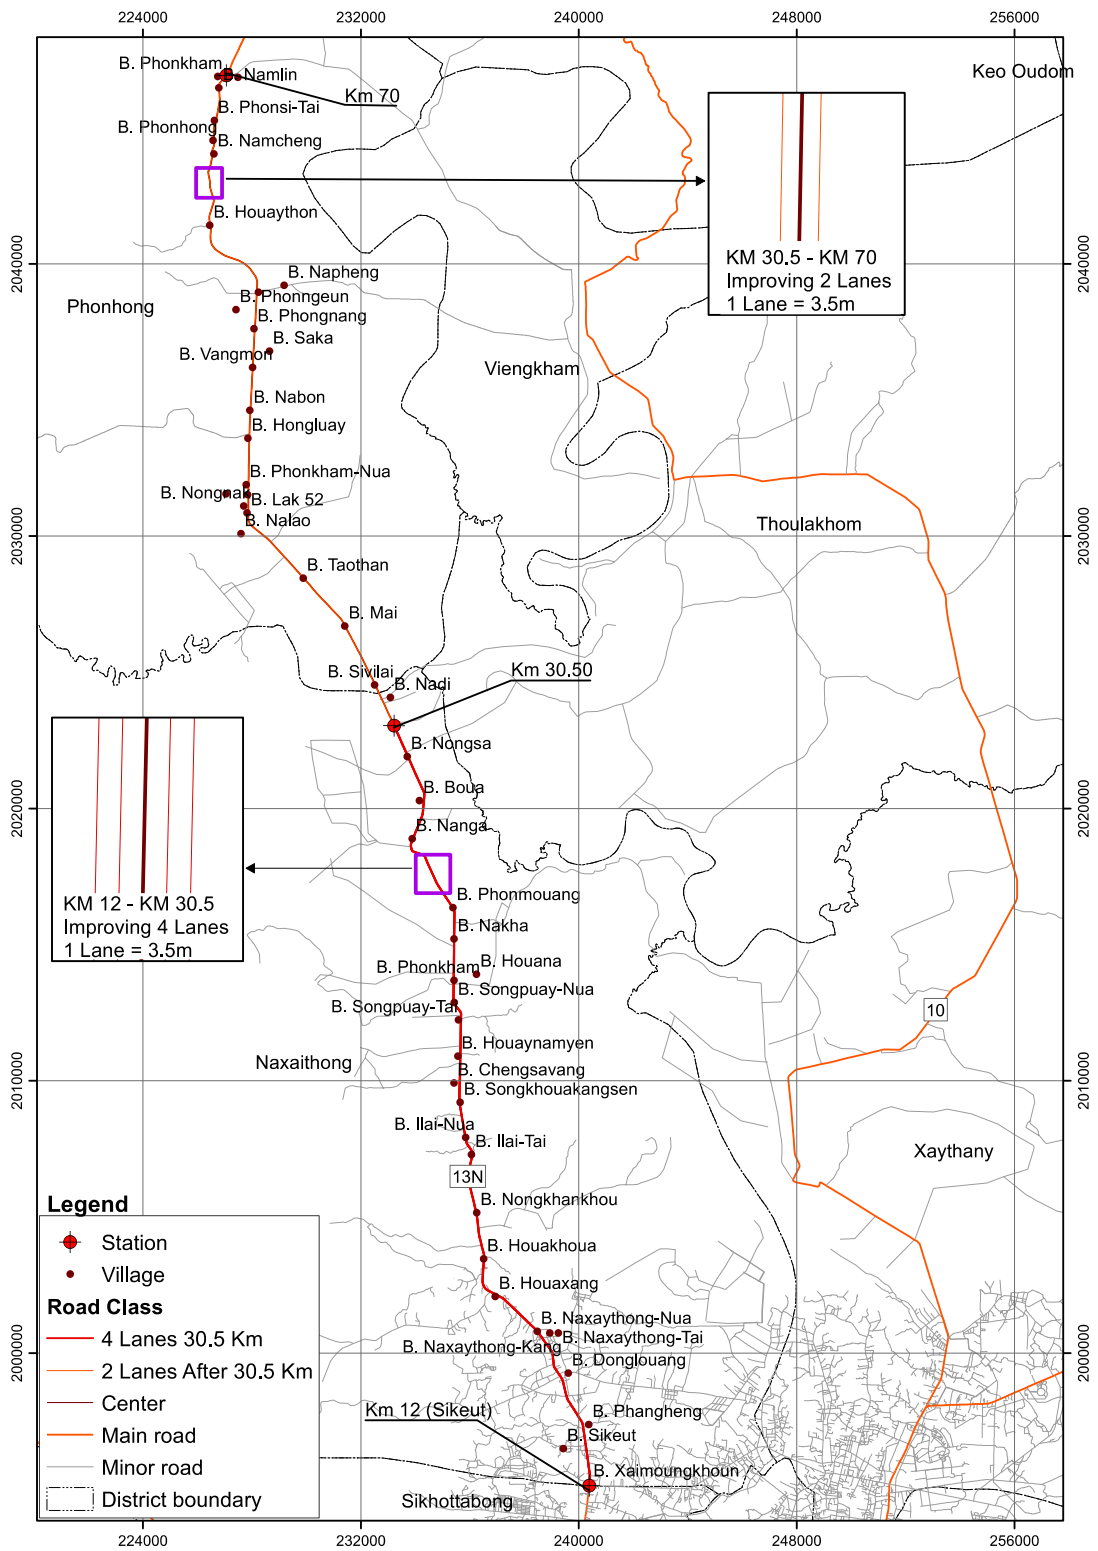 224000
232000
240000
248000
256000
B. Phonkham
Namlin
Km 70
Keo Oudom
B. Phonsi-Tai
B. Phonhong
B. Namcheng
B. Houaython
KM 30.5 - KM 70
Improving 2 Lanes
1 Lane = 3.5m
2040000
2040000
B. Napheng
B. Phonngeun
Phonhong
B. Phongnang
B. Saka
B. Vangmon
Viengkham
B. Nabon
B. Hongluay
B. Phonkham-Nua
B. Nongnak
B. Lak 52
B. Nalao
Thoulakhom
2030000
2030000
B. Taothan
B. Mai
B. Sivilai
Km 30.50
B. Nadi
B. Nongsa
B. Boua
2020000
2020000
B. Nanga
KM 12 - KM 30.5
Improving 4 Lanes
1 Lane = 3.5m
B. Phonmouang
B. Nakha
B. Phonkham
B. Houana
B. Songpuay-Nua
B. Songpuay-Tai
10
B. Houaynamyen
Naxaithong
B. Chengsavang
2010000
2010000
B. Songkhouakangsen
B. Ilai-Nua
B. Ilai-Tai
Xaythany
13N
B. Nongkhankhou
B. Houakhoua
B. Houaxang
B. Naxaythong-Nua
B. Naxaythong-Tai
B. Naxaythong-Kang
2000000
B. Donglouang
Km 12 (Sikeut)
B. Phangheng
B. Sikeut
B. Xaimoungkhoun
Sikhottabong
Legend
Station
Village
Road Class
4 Lanes 30.5 Km
2 Lanes After 30.5 Km
Center
Main road
Minor road
District boundary
2000000
224000
232000
240000
248000
256000